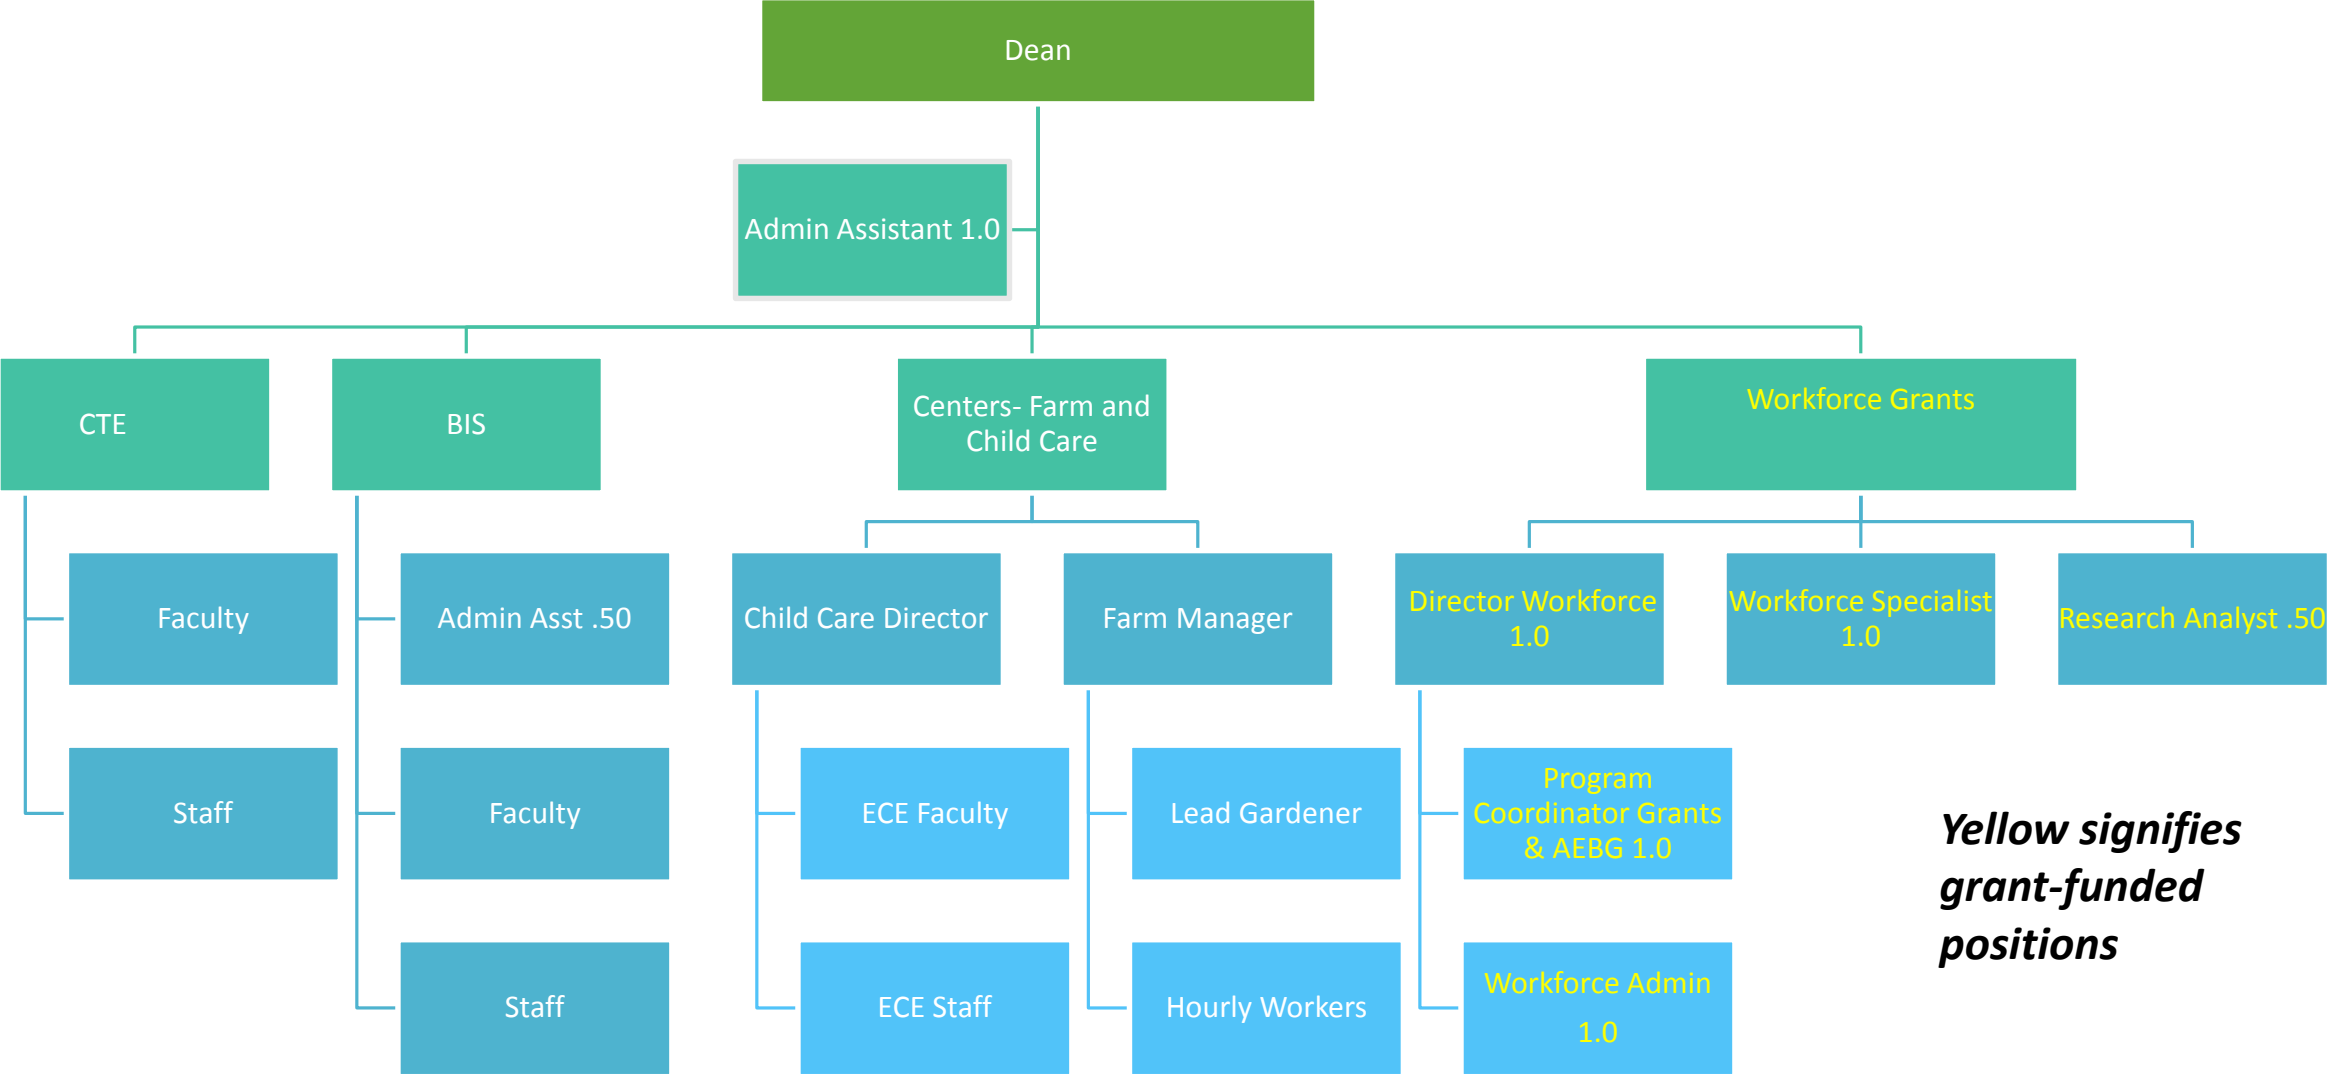 Dean
Admin Assistant 1.0
CTE
BIS
Centers- Farm and
Child Care
Workforce Grants
Faculty
Admin Asst .50
Child Care Director
Farm Manager
Director Workforce
1.0
Workforce Specialist
1.0
Research Analyst .50
Staff
Faculty
ECE Faculty
Lead Gardener
Program
Coordinator Grants
& AEBG 1.0
Staff
ECE Staff
Hourly Workers
Workforce Admin
1.0
Yellow signifies
grant-funded
positions